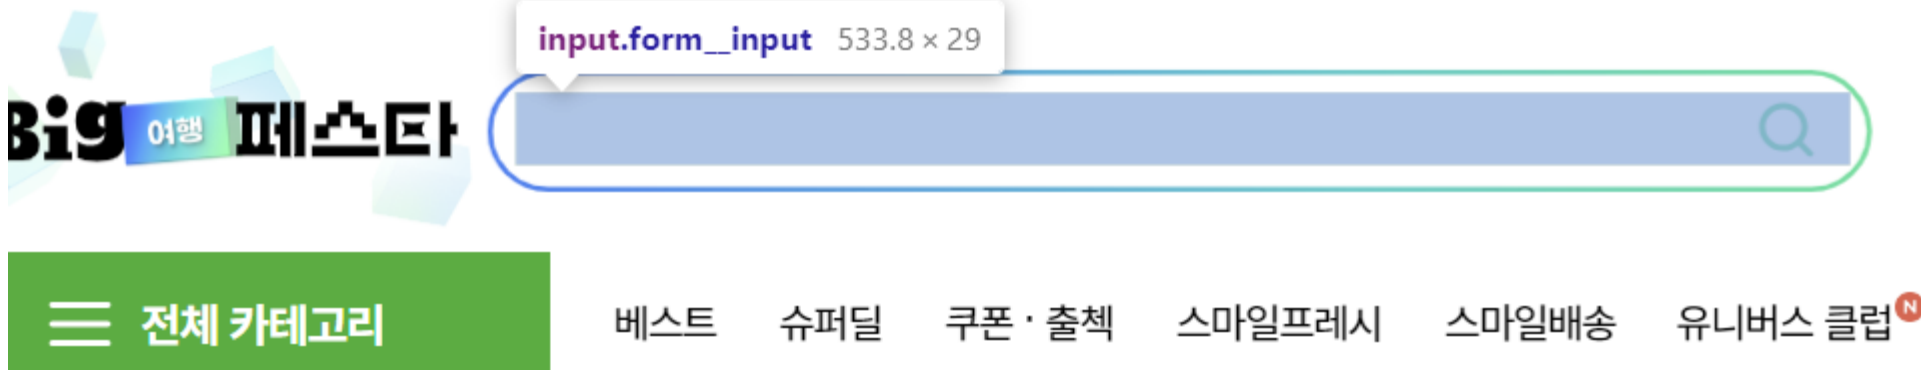 input.form__input 533.8 × 29
Big 여행 페스타
전체 카테고리 베스트 슈퍼딜 쿠폰 · 출첵 스마일프레시 스마일배송 유니버스 클럽 N